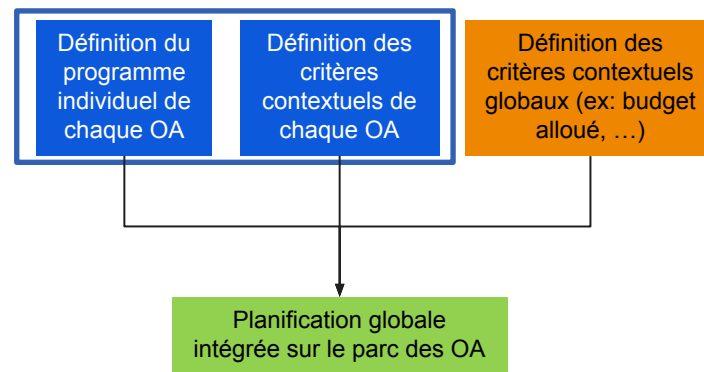 Définition du
programme
individuel de
chaque OA
Définition des
critères
contextuels de
chaque OA
Définition des
critères contextuels
globaux (ex: budget
alloué, …)
Planification globale
intégrée sur le parc des OA